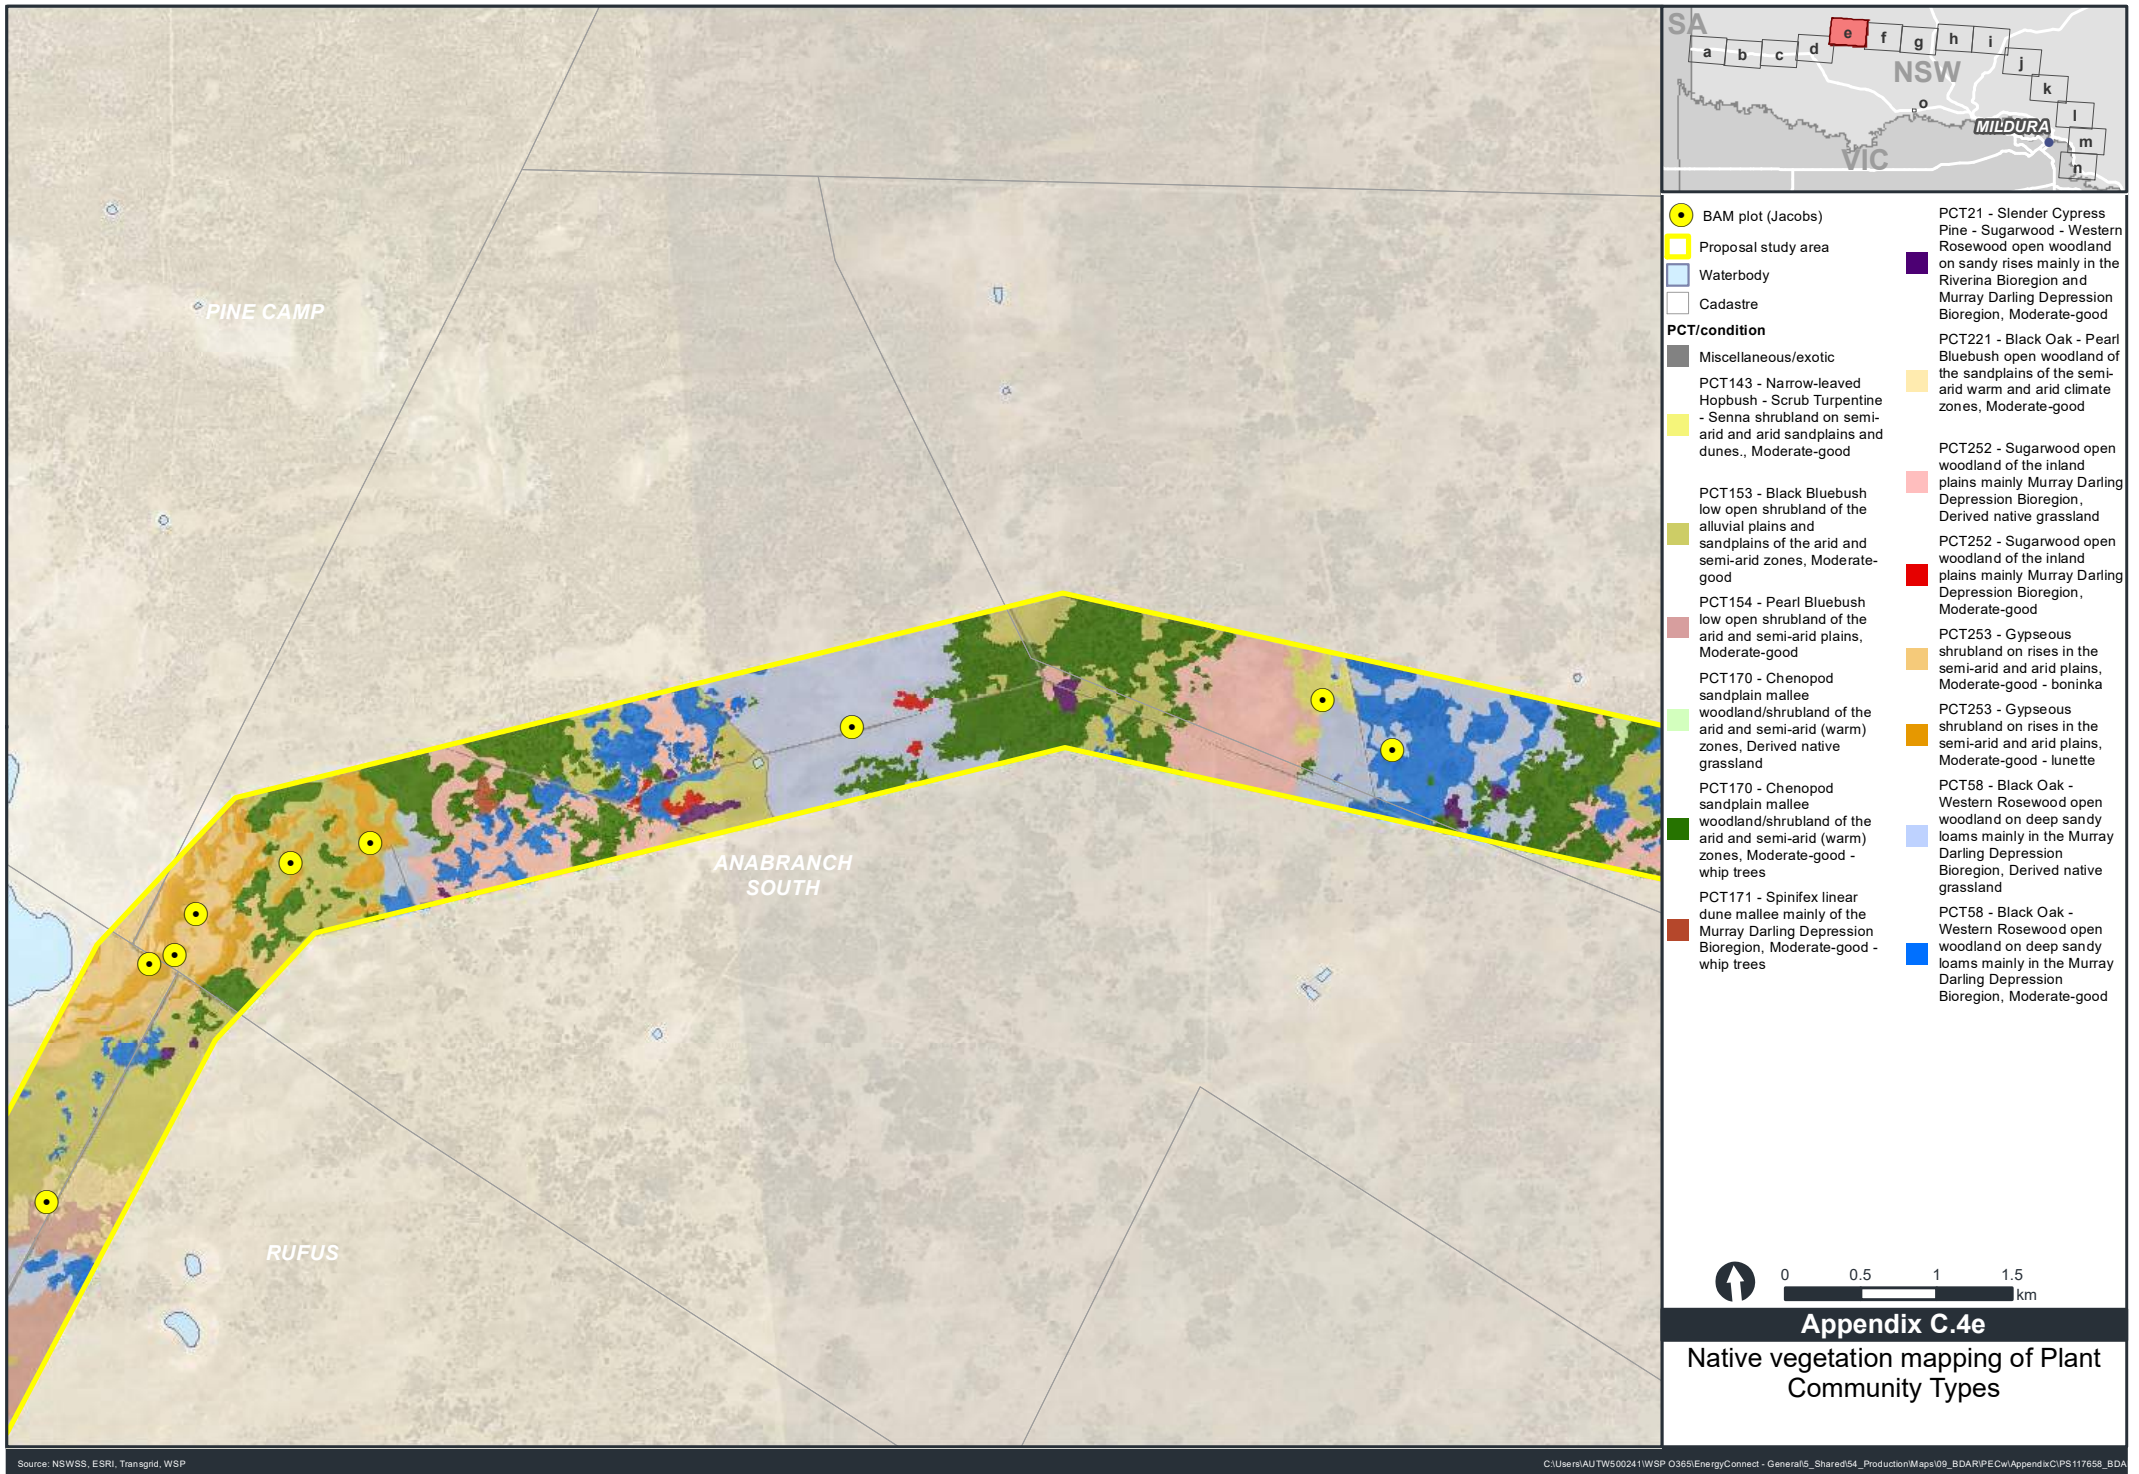 SA
a
b
c
d
e
f
g
h
i
NSW
j
k
o
l
MILDURA
m
VIC
n
PINE CAMP
ANABRANCH
SOUTH
RUFUS
BAM plot (Jacobs)
Proposal study area
Waterbody
Cadastre
PCT/condition
Miscellaneous/exotic
PCT143 - Narrow-leaved
Hopbush - Scrub Turpentine
- Senna shrubland on semi-
arid and arid sandplains and
dunes., Moderate-good
PCT153 - Black Bluebush
low open shrubland of the
alluvial plains and
sandplains of the arid and
semi-arid zones, Moderate-
good
PCT154 - Pearl Bluebush
low open shrubland of the
arid and semi-arid plains,
Moderate-good
PCT170 - Chenopod
sandplain mallee
woodland/shrubland of the
arid and semi-arid (warm)
zones, Derived native
grassland
PCT170 - Chenopod
sandplain mallee
woodland/shrubland of the
arid and semi-arid (warm)
zones, Moderate-good -
whip trees
PCT171 - Spinifex linear
dune mallee mainly of the
Murray Darling Depression
Bioregion, Moderate-good -
whip trees
PCT21 - Slender Cypress
Pine - Sugarwood - Western
Rosewood open woodland
on sandy rises mainly in the
Riverina Bioregion and
Murray Darling Depression
Bioregion, Moderate-good
PCT221 - Black Oak - Pearl
Bluebush open woodland of
the sandplains of the semi-
arid warm and arid climate
zones, Moderate-good
PCT252 - Sugarwood open
woodland of the inland
plains mainly Murray Darling
Depression Bioregion,
Derived native grassland
PCT252 - Sugarwood open
woodland of the inland
plains mainly Murray Darling
Depression Bioregion,
Moderate-good
PCT253 - Gypseous
shrubland on rises in the
semi-arid and arid plains,
Moderate-good - boninka
PCT253 - Gypseous
shrubland on rises in the
semi-arid and arid plains,
Moderate-good - lunette
PCT58 - Black Oak -
Western Rosewood open
woodland on deep sandy
loams mainly in the Murray
Darling Depression
Bioregion, Derived native
grassland
PCT58 - Black Oak -
Western Rosewood open
woodland on deep sandy
loams mainly in the Murray
Darling Depression
Bioregion, Moderate-good
0 0.5 1 1.5
km
Appendix C.4e
Native vegetation mapping of Plant
Community Types
Source: NSWSS, ESRI, Transgrid, WSP
C:\Users\AUTW500241\WSP O365\EnergyConnect - General\5_Shared\54_Production\Maps\09_BDAR\PECw\AppendixC\PS117658_BDA